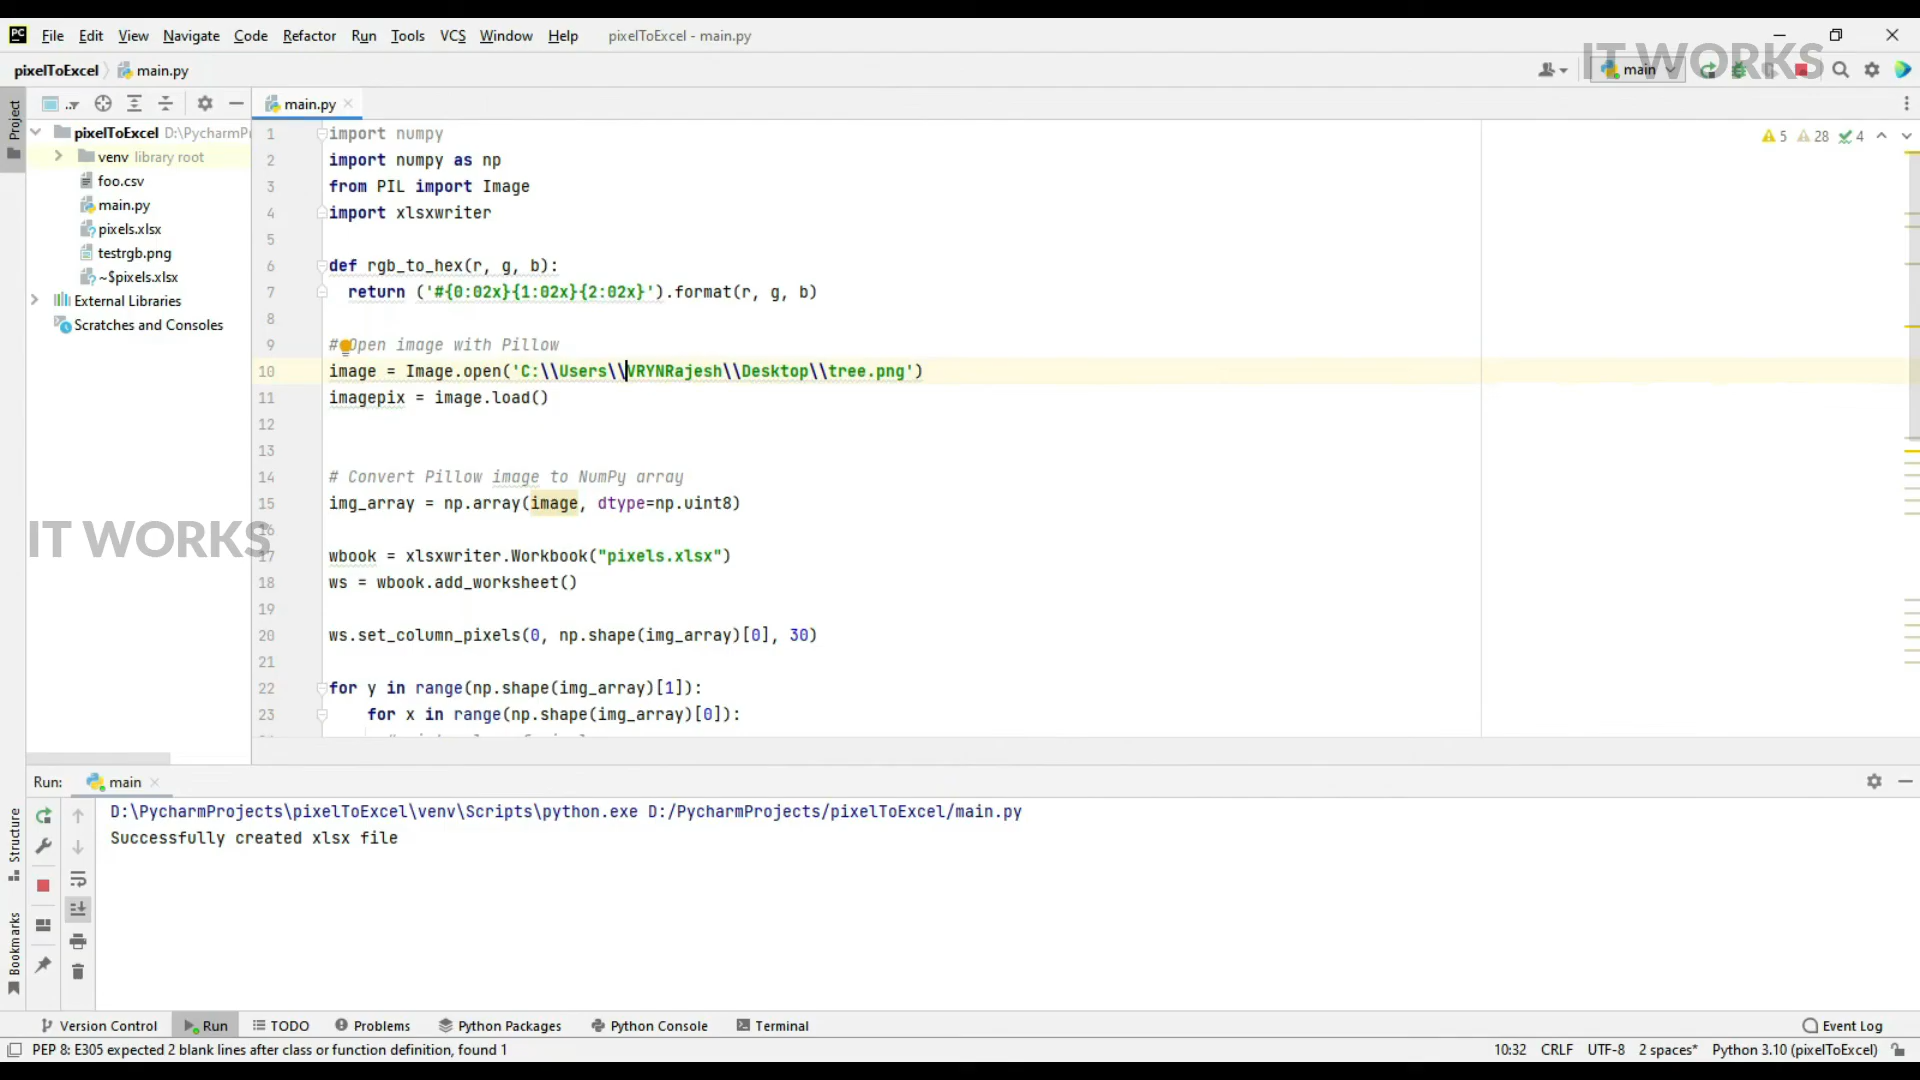 PC File Edit View Navigate Code Refactor Run Tools VCS Window Help pixelToExcel - main.py
IT WORKS
pixelToExcel main.py main
Project
main.py
5 28 4
pixelToExcel D:\PycharmPr
venv library root
foo.csv
main.py
pixels.xlsx
testrgb.png
~$pixels.xlsx
External Libraries
Scratches and Consoles
IT WORKS
1 import numpy
2 import numpy as np
3 from PIL import Image
4 import xlsxwriter
5
6 def rgb_to_hex(r, g, b):
7 return ('#{0:02x}{1:02x}{2:02x}').format(r, g, b)
8
9 # Open image with Pillow
10 image = Image.open('C:\\Users\\VRYNRajesh\\Desktop\\tree.png')
11 imagepix = image.load()
12
13
14 # Convert Pillow image to NumPy array
15 img_array = np.array(image, dtype=np.uint8)
16
17 wbook = xlsxwriter.Workbook("pixels.xlsx")
18 ws = wbook.add_worksheet()
19
20 ws.set_column_pixels(0, np.shape(img_array)[0], 30)
21
22 for y in range(np.shape(img_array)[1]):
23 for x in range(np.shape(img_array)[0]):
Run: main
D:\PycharmProjects\pixelToExcel\venv\Scripts\python.exe D:/PycharmProjects/pixelToExcel/main.py
Successfully created xlsx file
Structure
Bookmarks
Version Control Run TODO Problems Python Packages Python Console Terminal Event Log
PEP 8: E305 expected 2 blank lines after class or function definition, found 1 10:32 CRLF UTF-8 2 spaces* Python 3.10 (pixelToExcel)